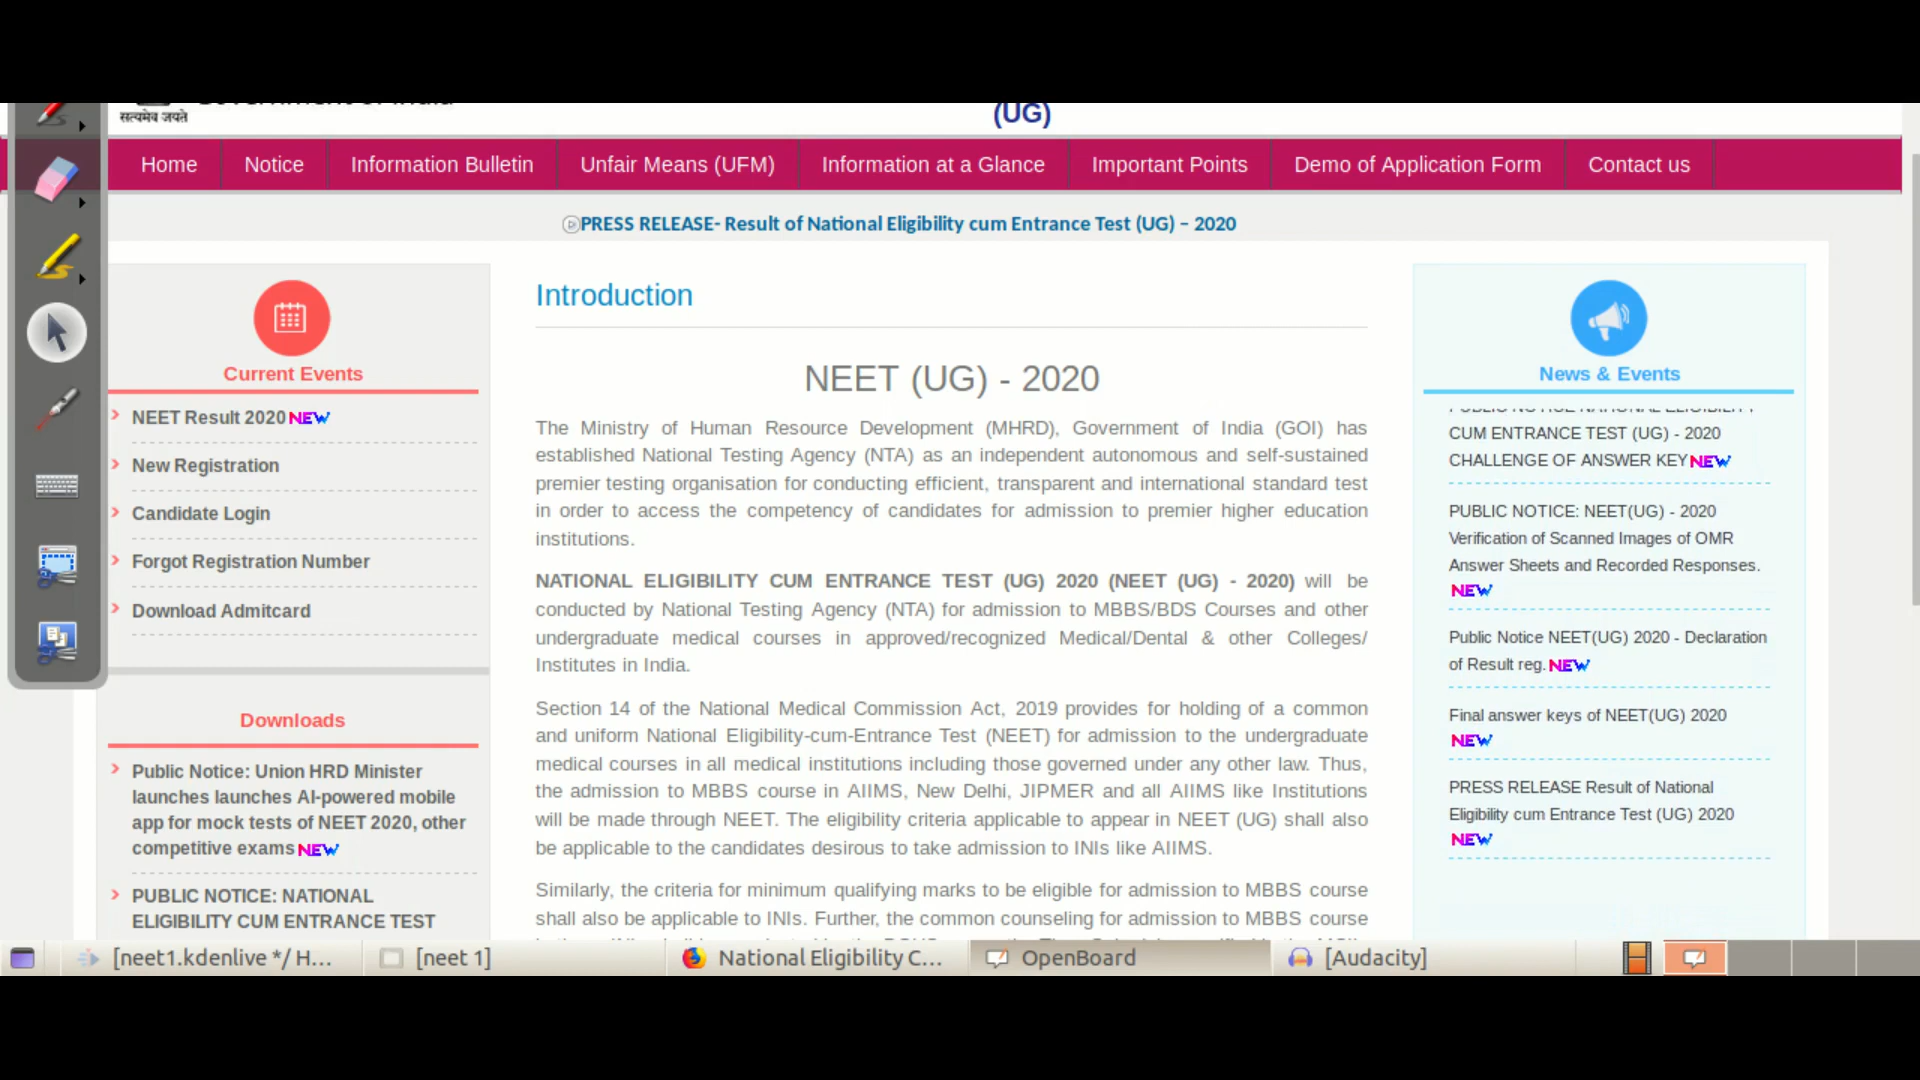 सत्यमेव जयते
(UG)
Home Notice Information Bulletin Unfair Means (UFM) Information at a Glance Important Points Demo of Application Form Contact us
PRESS RELEASE- Result of National Eligibility cum Entrance Test (UG) – 2020
Current Events
NEET Result 2020 NEW
New Registration
Candidate Login
Forgot Registration Number
Download Admitcard
Downloads
Public Notice: Union HRD Minister
launches launches AI-powered mobile
app for mock tests of NEET 2020, other
competitive exams NEW
PUBLIC NOTICE: NATIONAL
ELIGIBILITY CUM ENTRANCE TEST
Introduction
NEET (UG) - 2020
The Ministry of Human Resource Development (MHRD), Government of India (GOI) has
established National Testing Agency (NTA) as an independent autonomous and self-sustained
premier testing organisation for conducting efficient, transparent and international standard test
in order to access the competency of candidates for admission to premier higher education
institutions.
NATIONAL ELIGIBILITY CUM ENTRANCE TEST (UG) 2020 (NEET (UG) - 2020) will be
conducted by National Testing Agency (NTA) for admission to MBBS/BDS Courses and other
undergraduate medical courses in approved/recognized Medical/Dental & other Colleges/
Institutes in India.
Section 14 of the National Medical Commission Act, 2019 provides for holding of a common
and uniform National Eligibility-cum-Entrance Test (NEET) for admission to the undergraduate
medical courses in all medical institutions including those governed under any other law. Thus,
the admission to MBBS course in AIIMS, New Delhi, JIPMER and all AIIMS like Institutions
will be made through NEET. The eligibility criteria applicable to appear in NEET (UG) shall also
be applicable to the candidates desirous to take admission to INIs like AIIMS.
Similarly, the criteria for minimum qualifying marks to be eligible for admission to MBBS course
shall also be applicable to INIs. Further, the common counseling for admission to MBBS course
News & Events
PUBLIC NOTICE NATIONAL ELIGIBILITY
CUM ENTRANCE TEST (UG) - 2020
CHALLENGE OF ANSWER KEY NEW
PUBLIC NOTICE: NEET(UG) - 2020
Verification of Scanned Images of OMR
Answer Sheets and Recorded Responses.
NEW
Public Notice NEET(UG) 2020 - Declaration
of Result reg. NEW
Final answer keys of NEET(UG) 2020
NEW
PRESS RELEASE Result of National
Eligibility cum Entrance Test (UG) 2020
NEW
[neet1.kdenlive */ H... [neet 1] National Eligibility C... OpenBoard [Audacity]